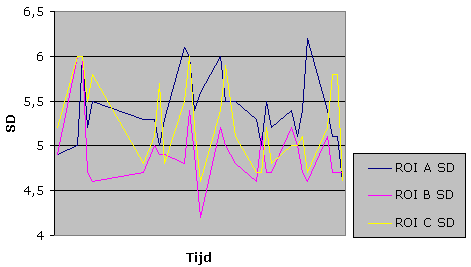 6,5
6
5,5
5
4,5
4
SD
Tijd
ROI A SD
ROI B SD
ROI C SD